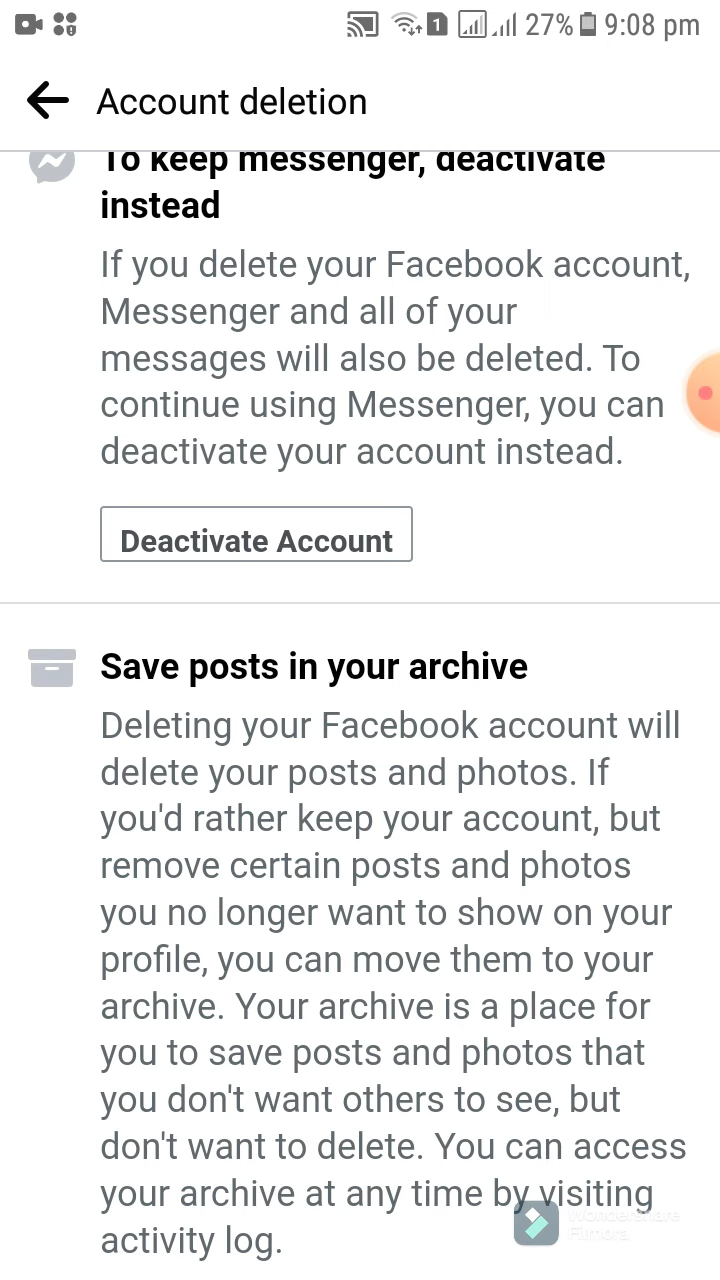 1 27% 9:08 pm
Account deletion
To keep messenger, deactivate
instead
If you delete your Facebook account,
Messenger and all of your
messages will also be deleted. To
continue using Messenger, you can
deactivate your account instead.
Deactivate Account
Save posts in your archive
Deleting your Facebook account will
delete your posts and photos. If
you'd rather keep your account, but
remove certain posts and photos
you no longer want to show on your
profile, you can move them to your
archive. Your archive is a place for
you to save posts and photos that
you don't want others to see, but
don't want to delete. You can access
your archive at any time by visiting
activity log.
Wondershare
Filmora